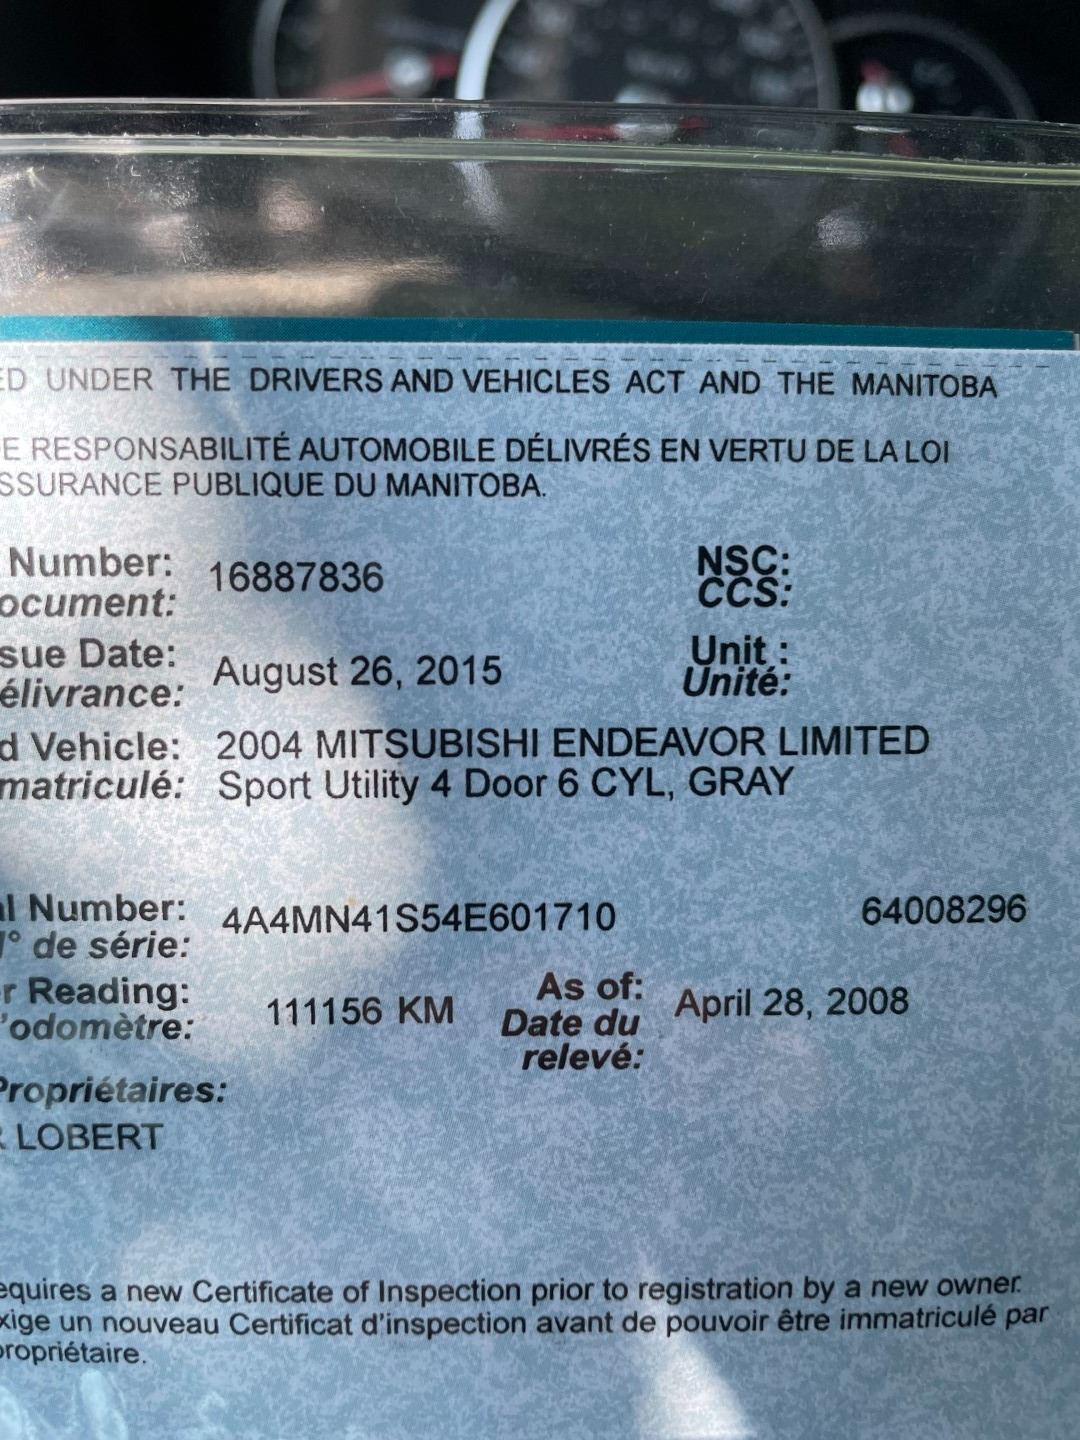 UNDER THE DRIVERS AND VEHICLES ACT AND THE MANITOBA
RESPONSABILITÉ AUTOMOBILE DÉLIVRÉS EN VERTU DE LA LOI
SSURANCE PUBLIQUE DU MANITOBA.
Number: 16887836 NSC:
ocument: CCS:
sue Date: August 26, 2015 Unit :
élivrance: Unité:
d Vehicle: 2004 MITSUBISHI ENDEAVOR LIMITED
matriculé: Sport Utility 4 Door 6 CYL, GRAY
l Number: 4A4MN41S54E601710 64008296
N° de série:
r Reading: 111156 KM As of: April 28, 2008
l'odomètre: Date du
relevé:
Propriétaires:
R LOBERT
equires a new Certificate of Inspection prior to registration by a new owner.
xige un nouveau Certificat d'inspection avant de pouvoir être immatriculé par
propriétaire.